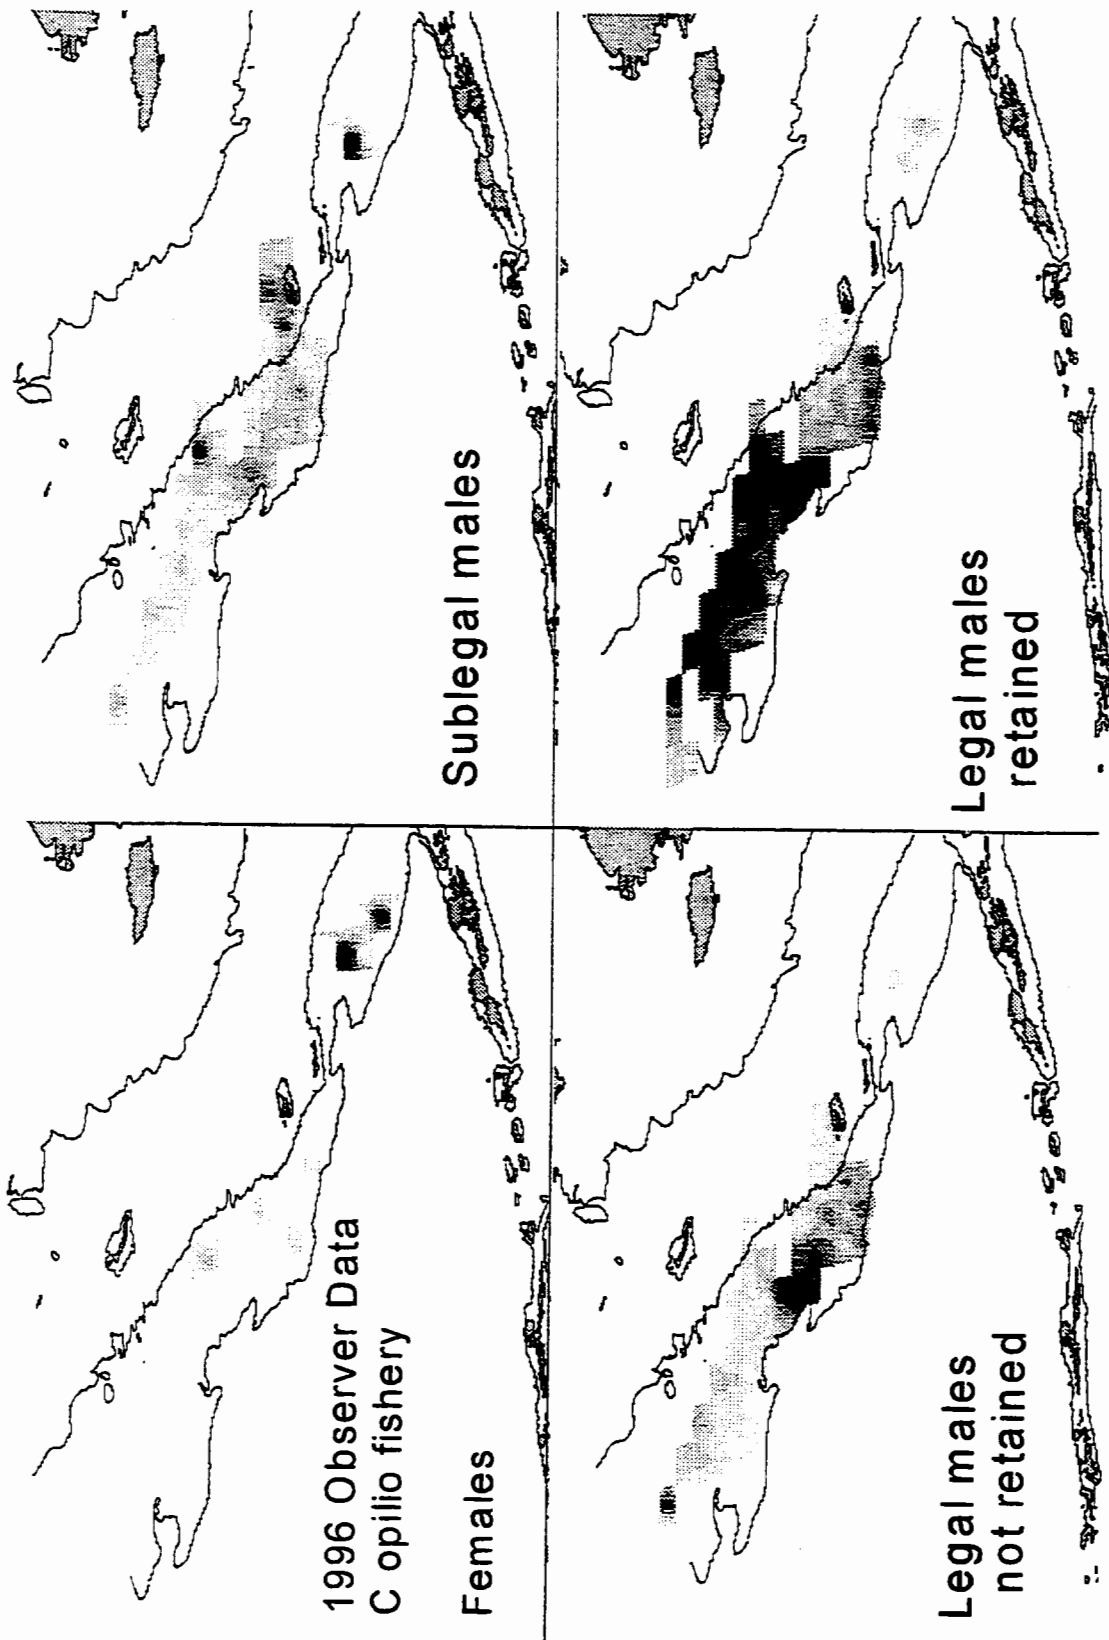 1996 Observer Data
C opilio fishery
Females
Sublegal males
Legal males
not retained
Legal males
retained